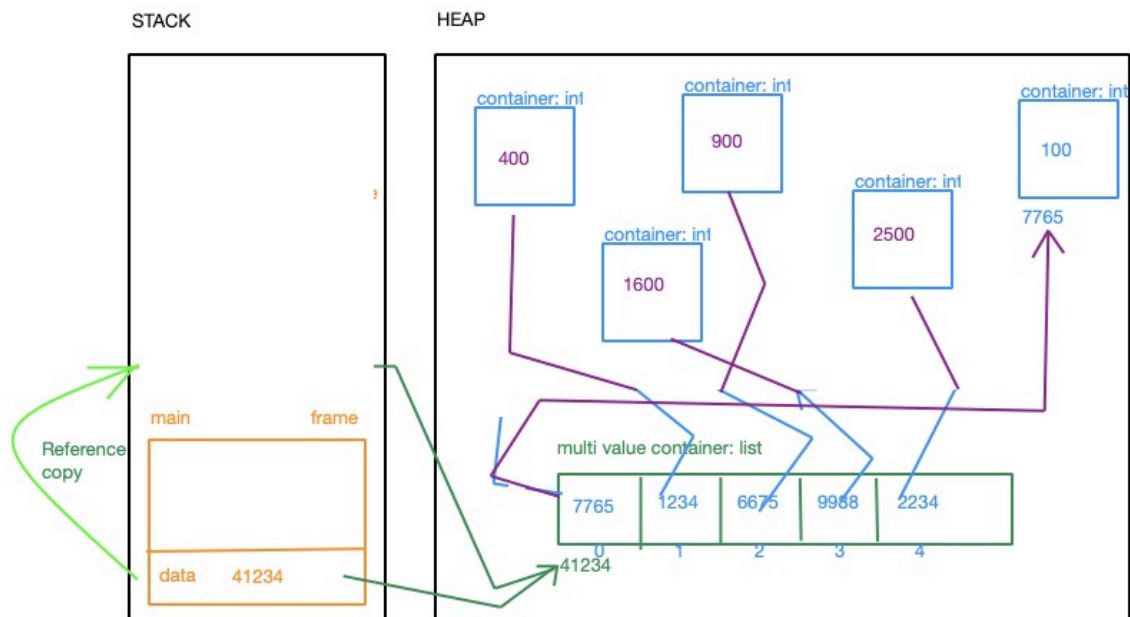 STACK
HEAP
container: int
400
container: int
900
container: int
100
7765
container: int
1600
container: int
2500
main frame
Reference
copy
data 41234
multi value container: list
7765 1234 6675 9988 2234
0 1 2 3 4
41234